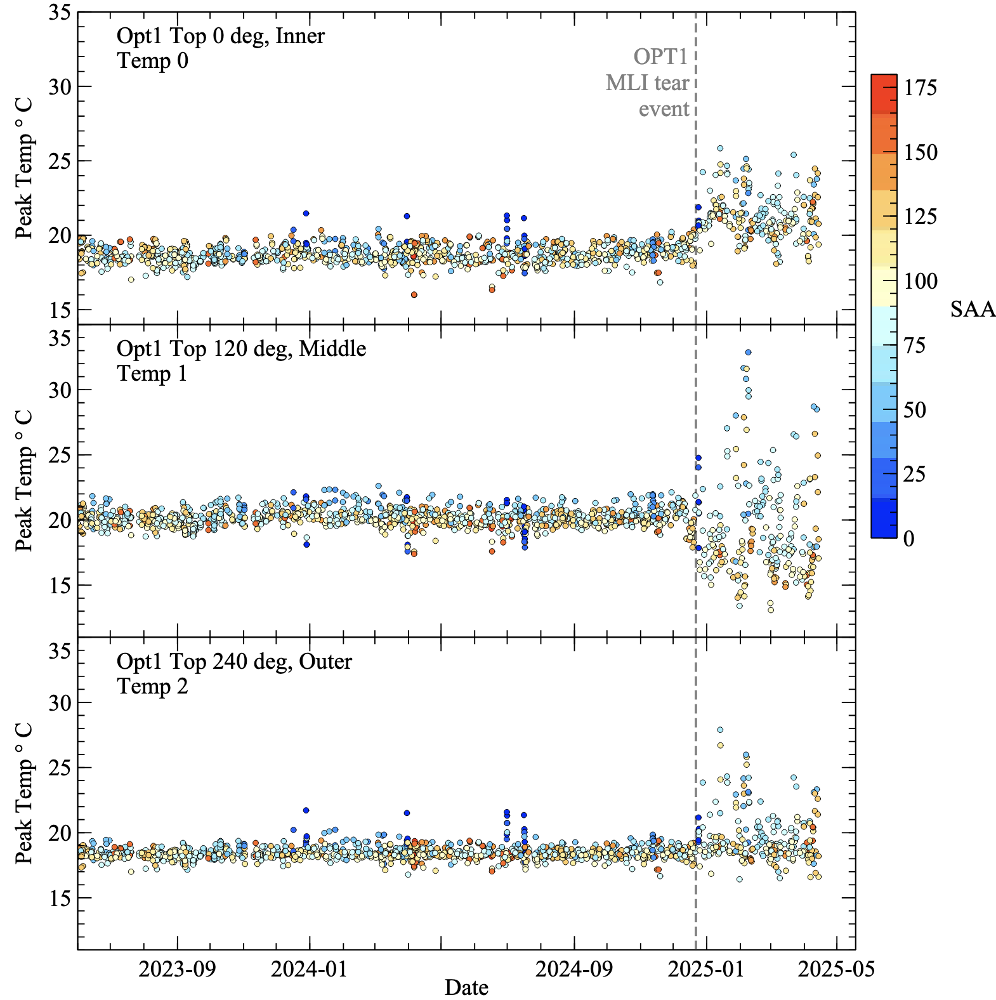 Opt1 Top 0 deg, Inner
Temp 0
OPT1
MLI tear
event
35
30
25
20
15
Peak Temp ° C
Opt1 Top 120 deg, Middle
Temp 1
35
30
25
20
15
Peak Temp ° C
Opt1 Top 240 deg, Outer
Temp 2
35
30
25
20
15
Peak Temp ° C
2023-09 2024-01 2024-09 2025-01 2025-05
Date
175
150
125
100
75
50
25
0
SAA